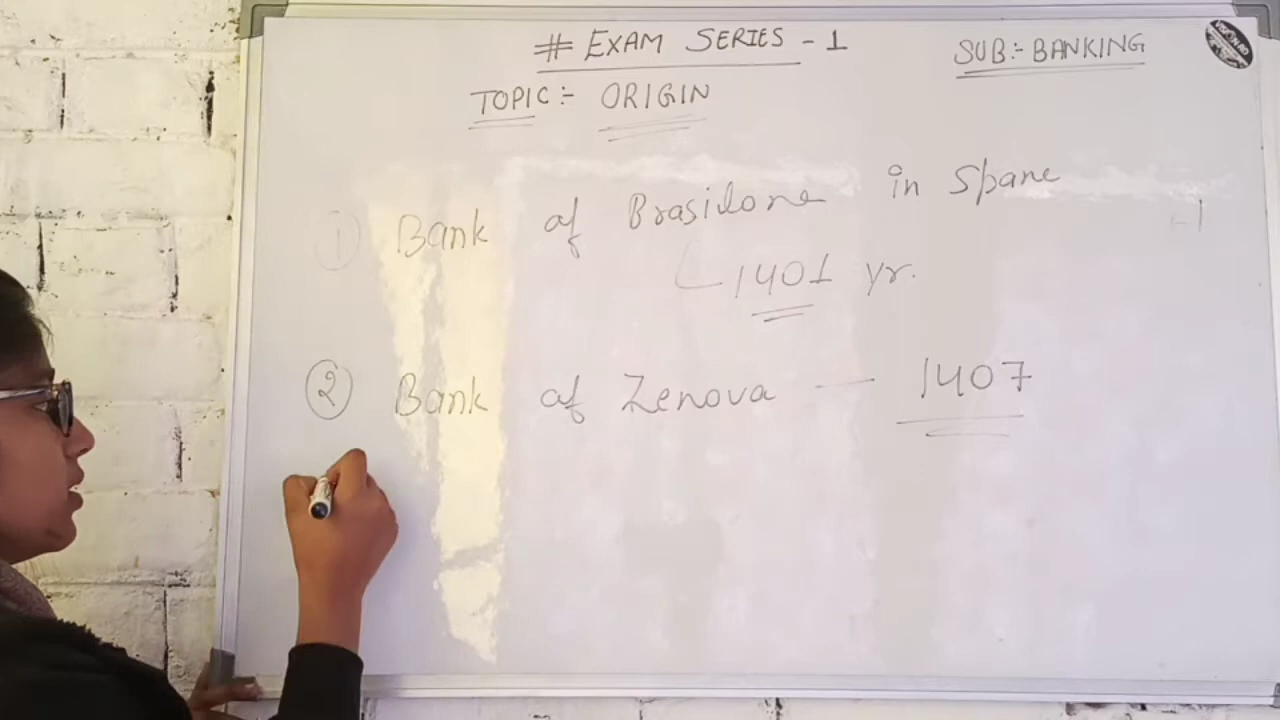 # EXAM SERIES - 1
SUB:- BANKING
TOPIC:- ORIGIN
① Bank of Brasilone in Spane
1401 yr.
② Bank of Zenova — 1407